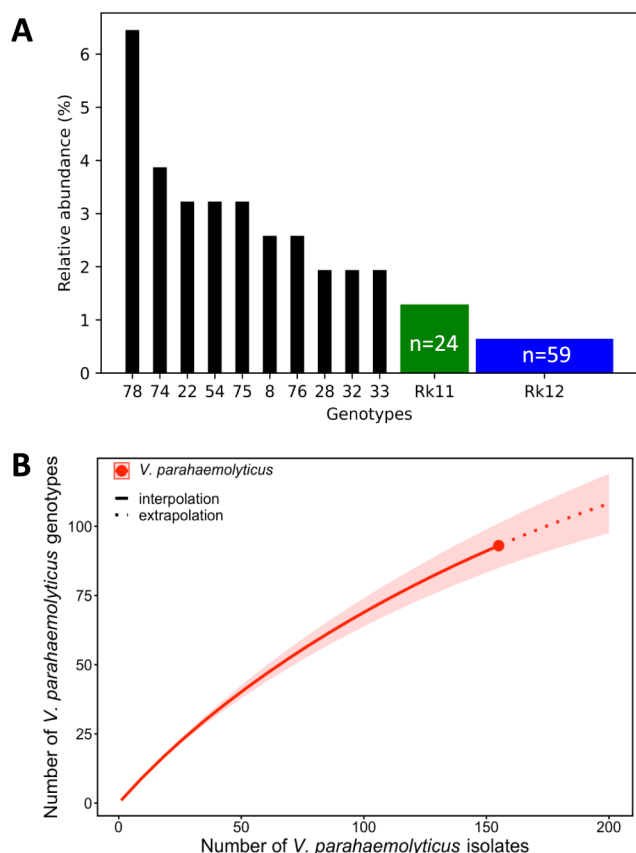 A
Relative abundance (%)
6
5
4
3
2
1
0
n=24
n=59
78 74 22 54 75 8 76 28 32 33 Rk11 Rk12
Genotypes
B
Number of V. parahaemolyticus genotypes
V. parahaemolyticus
interpolation
extrapolation
100
75
50
25
0
0 50 100 150 200
Number of V. parahaemolyticus isolates